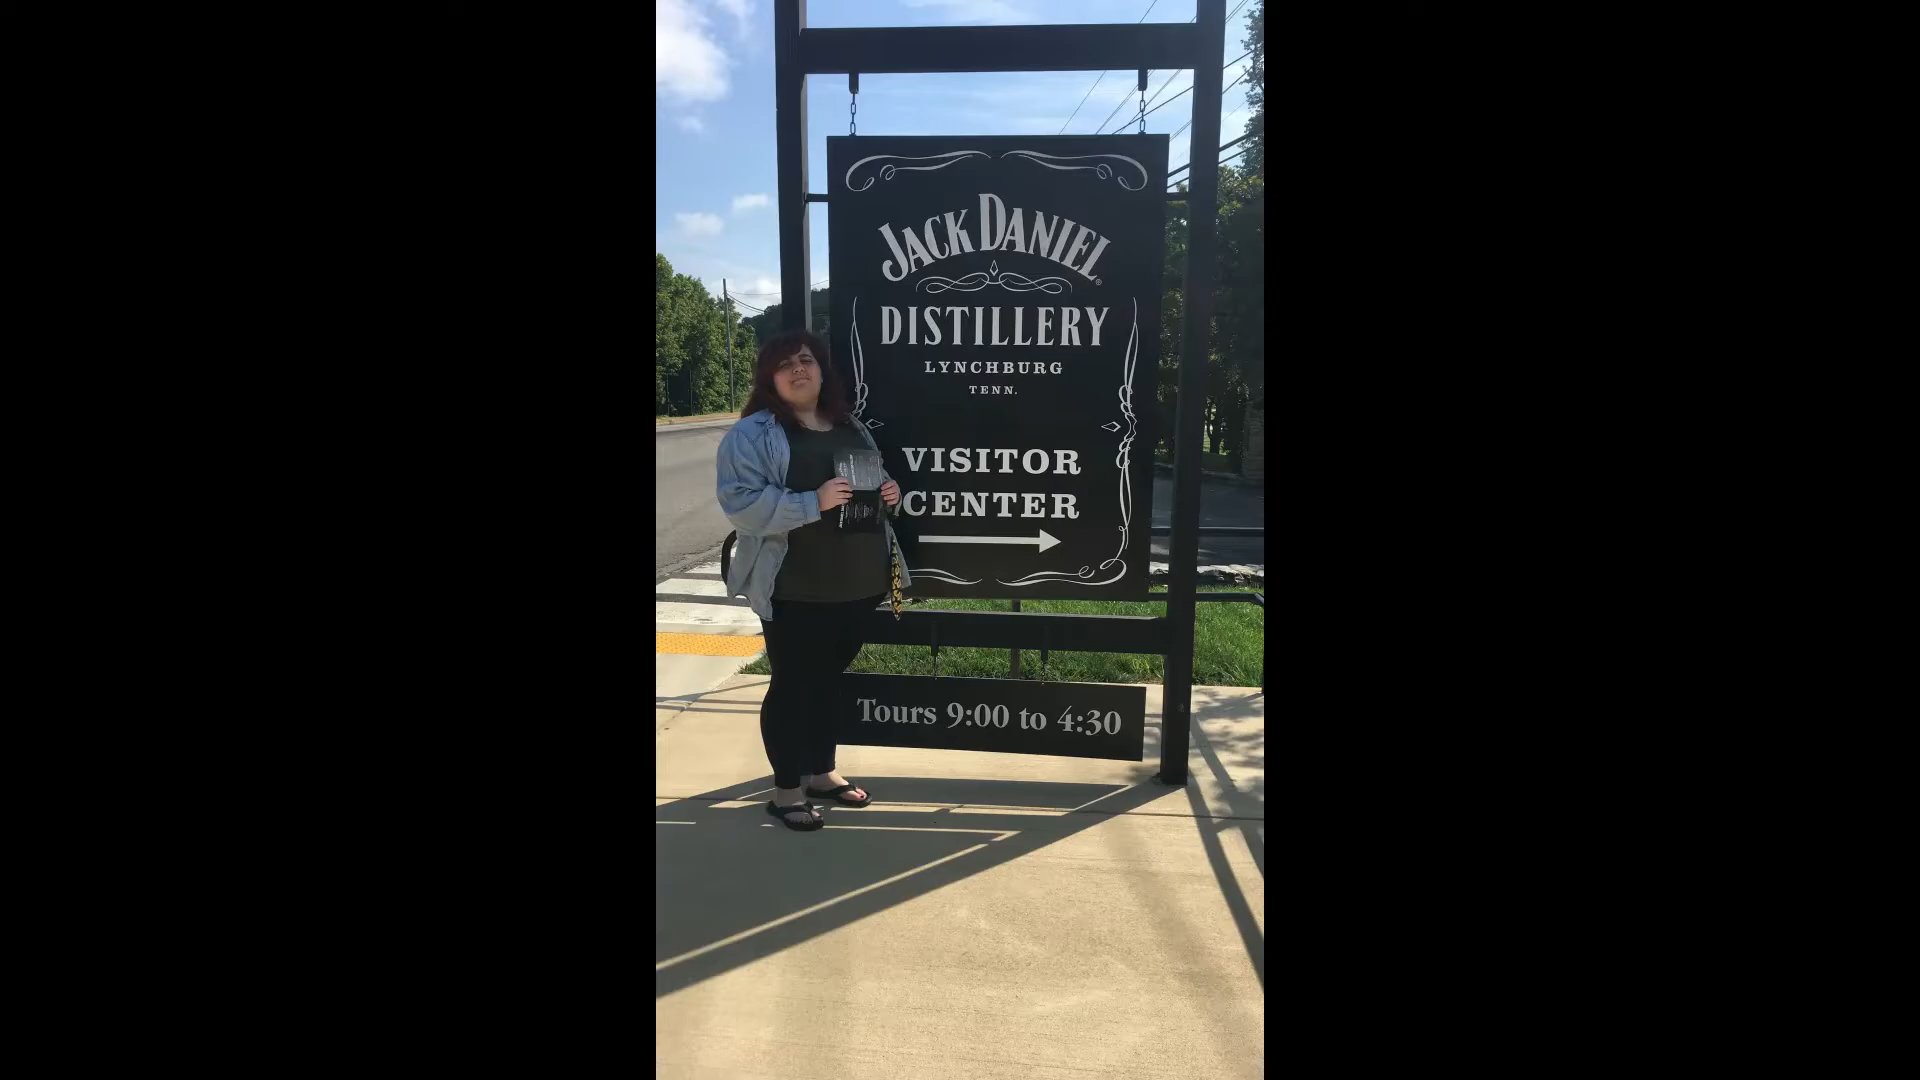 JACK DANIEL®
DISTILLERY
LYNCHBURG
TENN.
VISITOR
CENTER
Tours 9:00 to 4:30